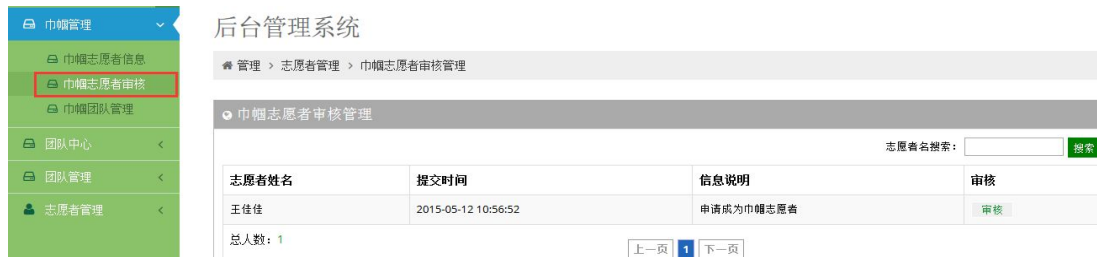 巾帼管理
巾帼志愿者信息
巾帼志愿者审核
巾帼团队管理
团队中心
团队管理
志愿者管理
后台管理系统
管理 > 志愿者管理 > 巾帼志愿者审核管理
巾帼志愿者审核管理
志愿者名搜索： 搜索
志愿者姓名 提交时间 信息说明 审核
王佳佳 2015-05-12 10:56:52 申请成为巾帼志愿者 审核
总人数：1
上一页 1 下一页